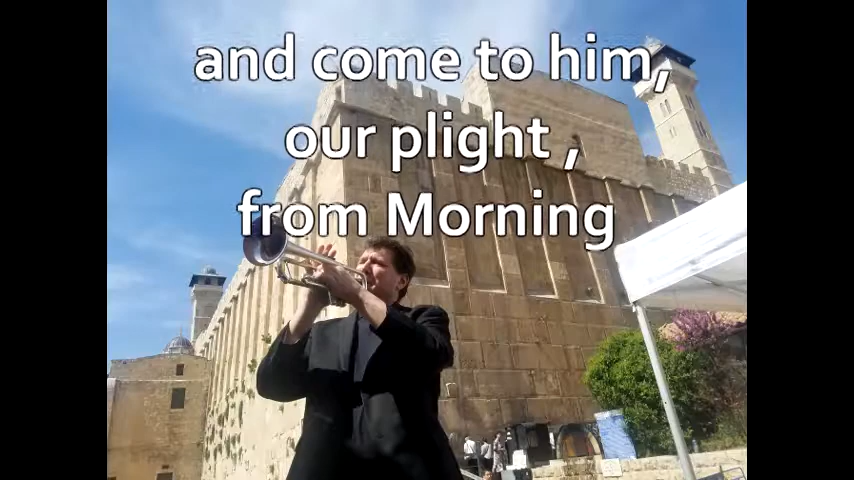 and come to him,
our plight ,
from Morning